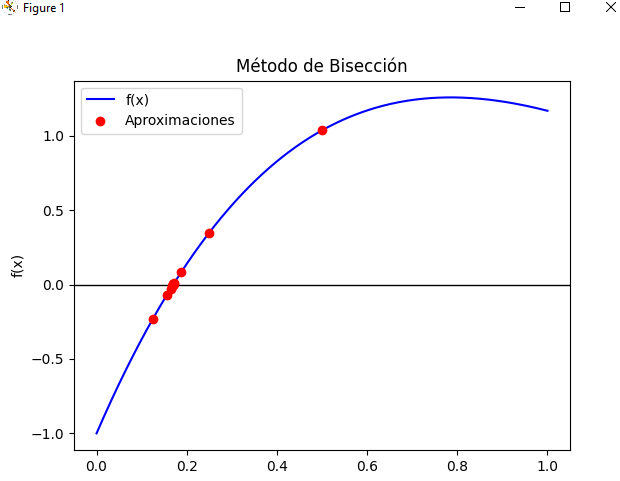 Figure 1
Método de Bisección
f(x)
Aproximaciones
1.0
0.5
0.0
−0.5
−1.0
f(x)
0.0 0.2 0.4 0.6 0.8 1.0